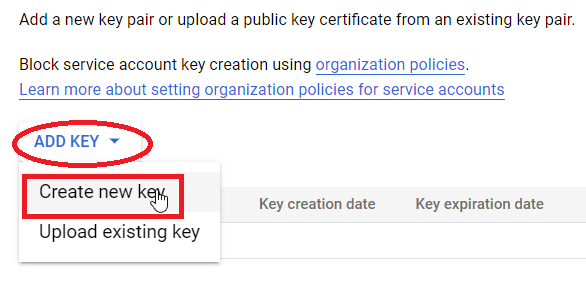 Add a new key pair or upload a public key certificate from an existing key pair.
Block service account key creation using organization policies.
Learn more about setting organization policies for service accounts
ADD KEY
Create new key
Key creation date Key expiration date
Upload existing key